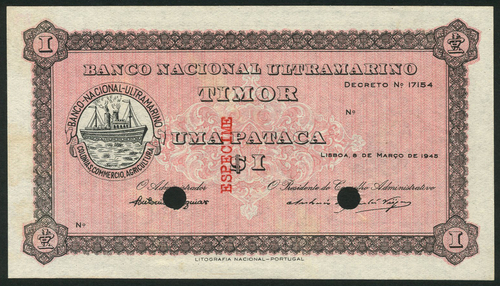 I
壹
BANCO NACIONAL ULTRAMARINO
DECRETO Nº 17154
TIMOR
Nº
BANCO-NACIONAL-ULTRAMARINO
COLONIAS, COMMERCIO, AGRICULTURA
UMA PATACA
ESPECIME
$1
LISBOA, 8 DE MARÇO DE 1945
O Administrador
O Presidente do Conselho Administrativo
Nº
壹
I
LITOGRAFIA NACIONAL-PORTUGAL